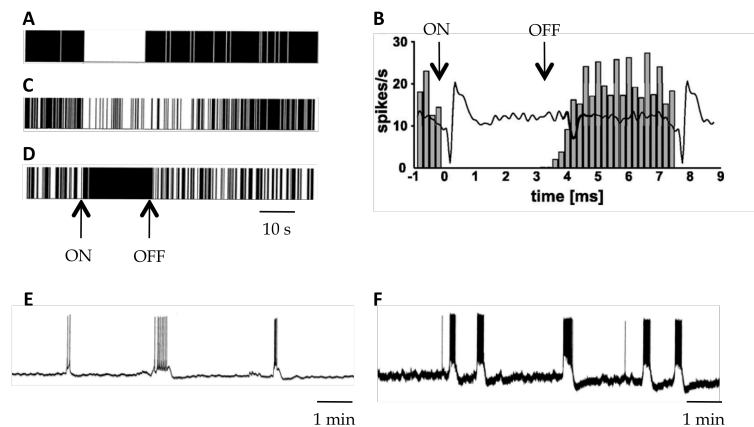 A
C
D
10 s
ON OFF
B
ON OFF
spikes/s
30
20
10
0
-1 0 1 2 3 4 5 6 7 8 9
time [ms]
E
1 min
F
1 min